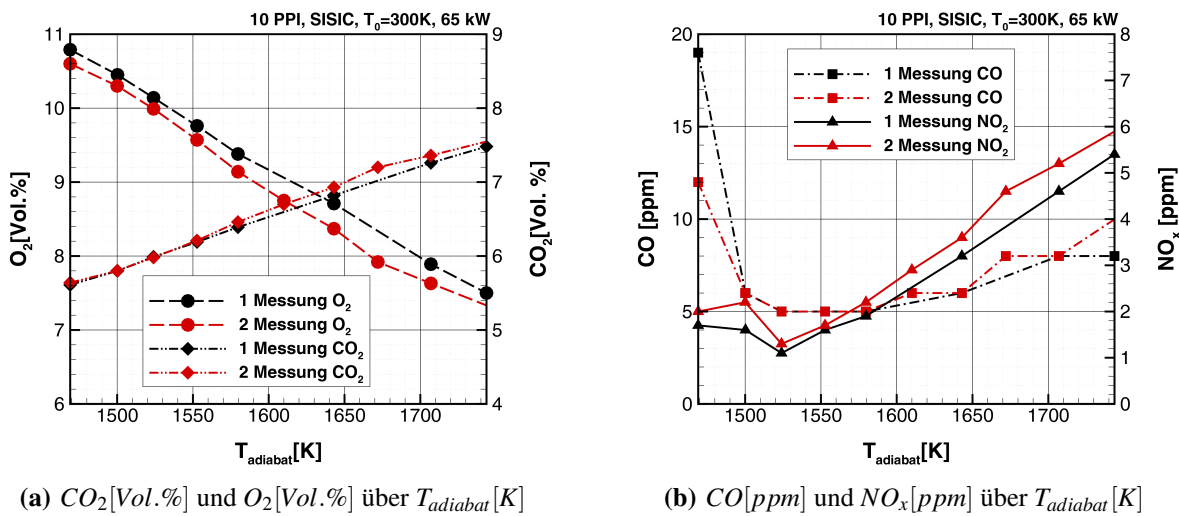 10 PPI, SISIC, T₀=300K, 65 kW
11
10
9
8
7
6
O₂[Vol.%]
9
8
7
6
5
4
CO₂[Vol. %]
1 Messung O₂
2 Messung O₂
1 Messung CO₂
2 Messung CO₂
1500 1550 1600 1650 1700
T_adiabat[K]
(a) CO₂[Vol.%] und O₂[Vol.%] über T_adiabat[K]
10 PPI, SISIC, T₀=300K, 65 kW
20
15
10
5
0
CO [ppm]
8
7
6
5
4
3
2
1
0
NOₓ[ppm]
1 Messung CO
2 Messung CO
1 Messung NO₂
2 Messung NO₂
1500 1550 1600 1650 1700
T_adiabat[K]
(b) CO[ppm] und NOₓ[ppm] über T_adiabat[K]